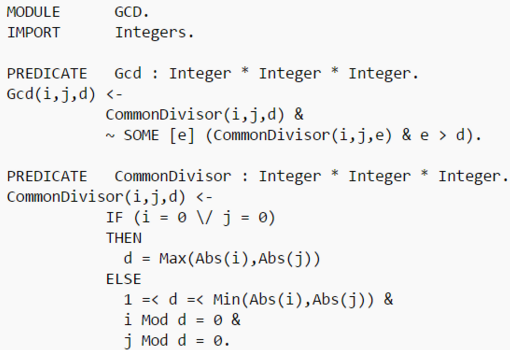 MODULE      GCD.
IMPORT      Integers.
PREDICATE   Gcd : Integer * Integer * Integer.
Gcd(i,j,d) <-
           CommonDivisor(i,j,d) &
           ~ SOME [e] (CommonDivisor(i,j,e) & e > d).
PREDICATE   CommonDivisor : Integer * Integer * Integer.
CommonDivisor(i,j,d) <-
           IF (i = 0 \/ j = 0)
           THEN
             d = Max(Abs(i),Abs(j))
           ELSE
             1 =< d =< Min(Abs(i),Abs(j)) &
             i Mod d = 0 &
             j Mod d = 0.